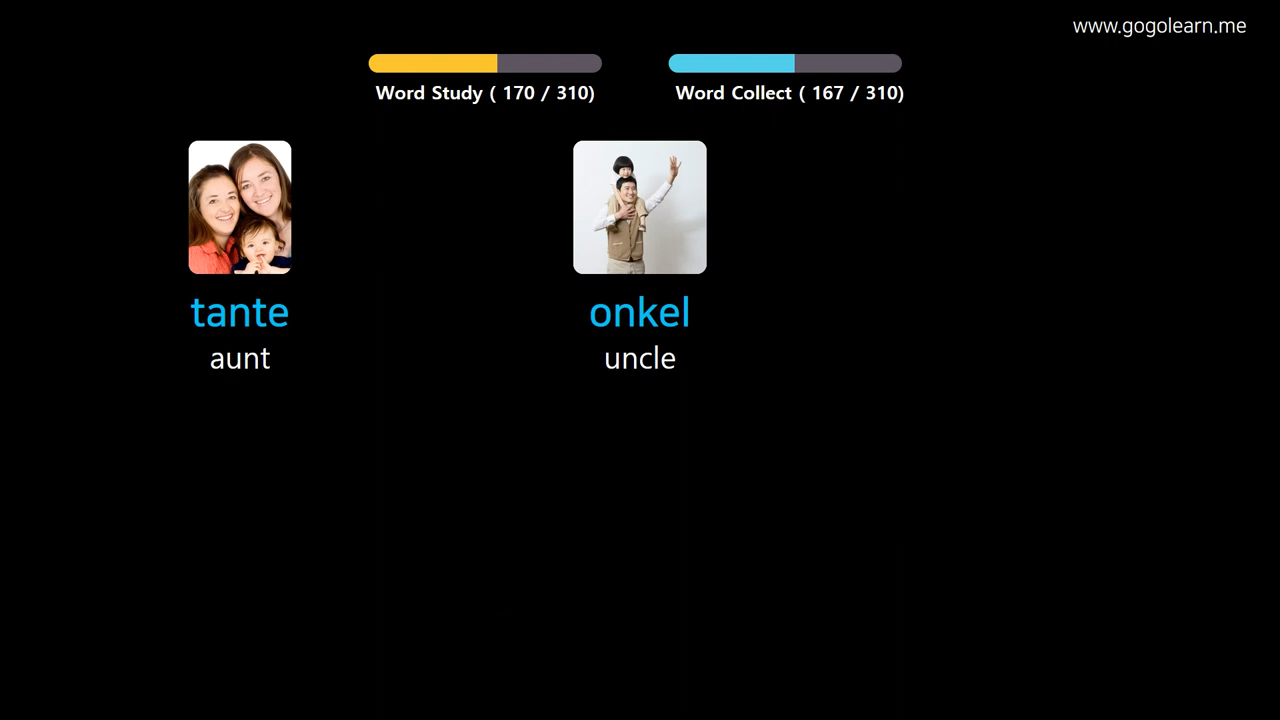 www.gogolearn.me
Word Study ( 170 / 310)
Word Collect ( 167 / 310)
tante
onkel
aunt
uncle